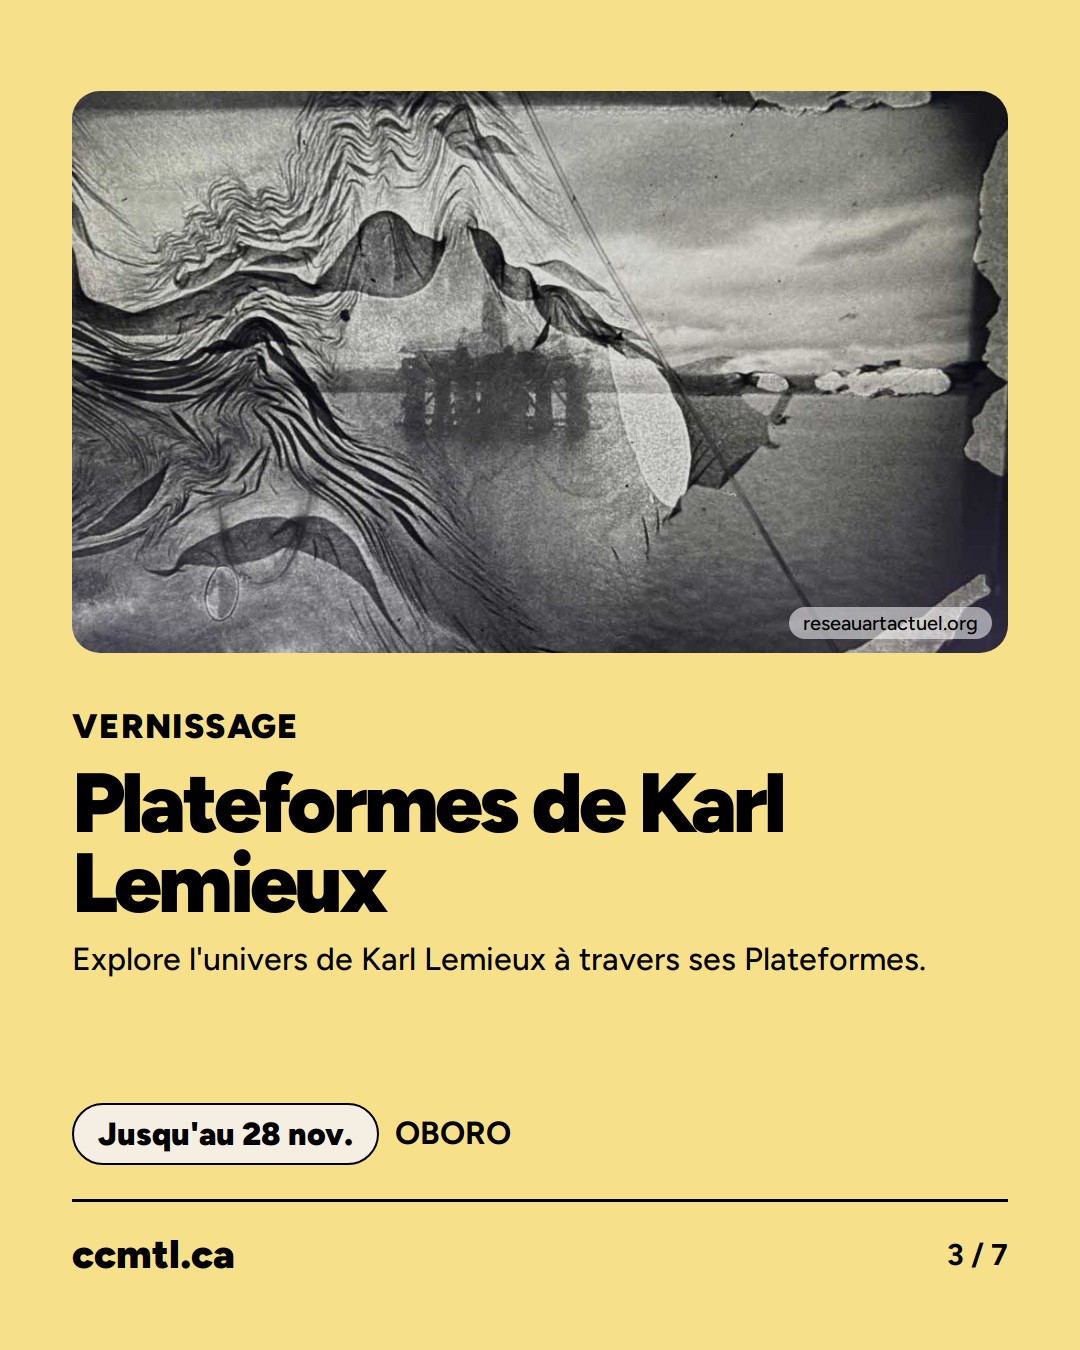 reseauartactuel.org
VERNISSAGE
Plateformes de Karl
Lemieux
Explore l'univers de Karl Lemieux à travers ses Plateformes.
Jusqu'au 28 nov. OBORO
ccmtl.ca 3 / 7